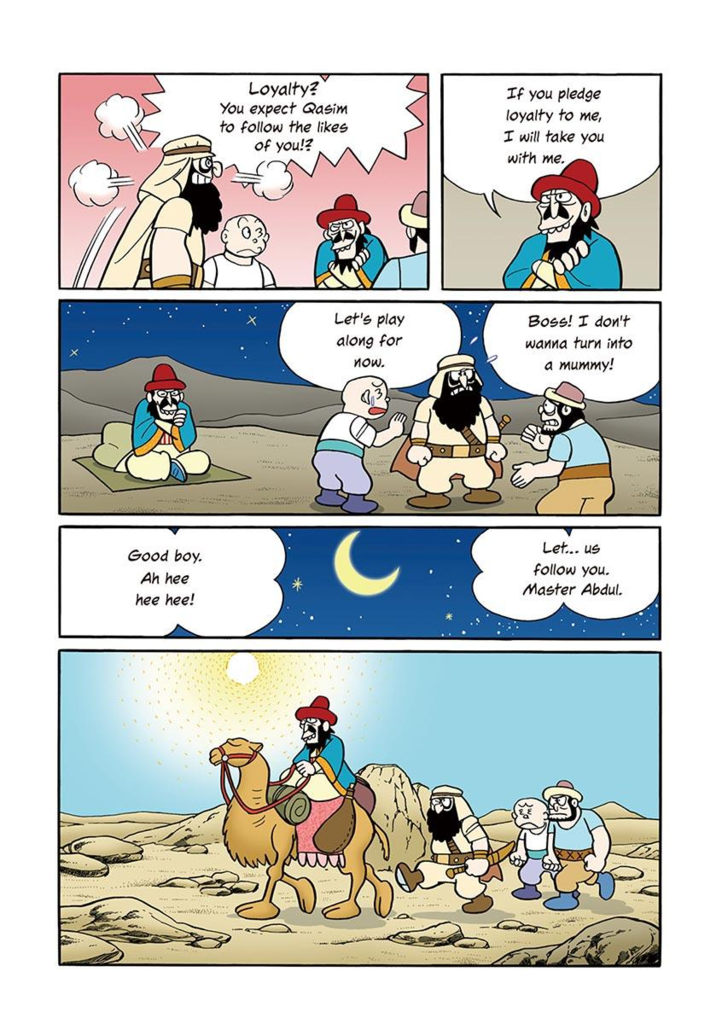 If you pledge
loyalty to me,
I will take you
with me.
Loyalty?
You expect Qasim
to follow the likes
of you!?
Boss! I don't
wanna turn into
a mummy!
Let's play
along for
now.
Let... us
follow you.
Master Abdul.
Good boy.
Ah hee
hee hee!